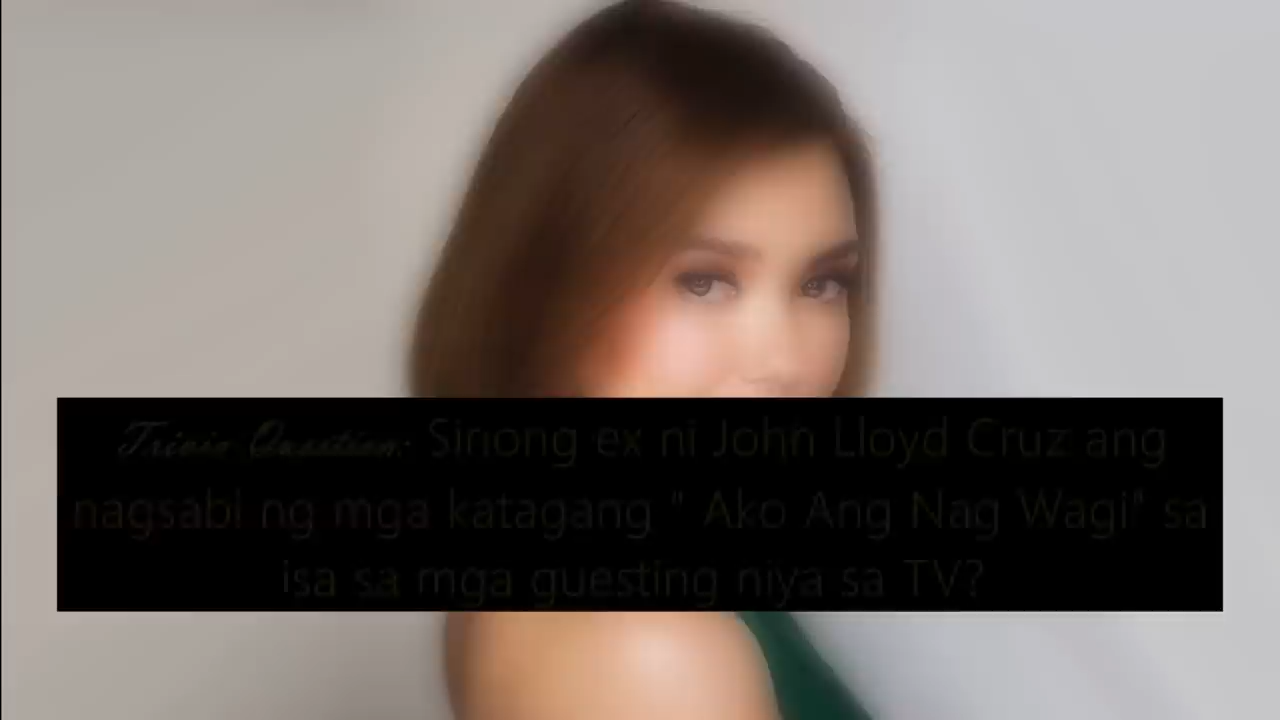 Trivia Question: Sinong ex ni John Lloyd Cruz ang
nagsabi ng mga katagang " Ako Ang Nag Wagi" sa
isa sa mga guesting niya sa TV?